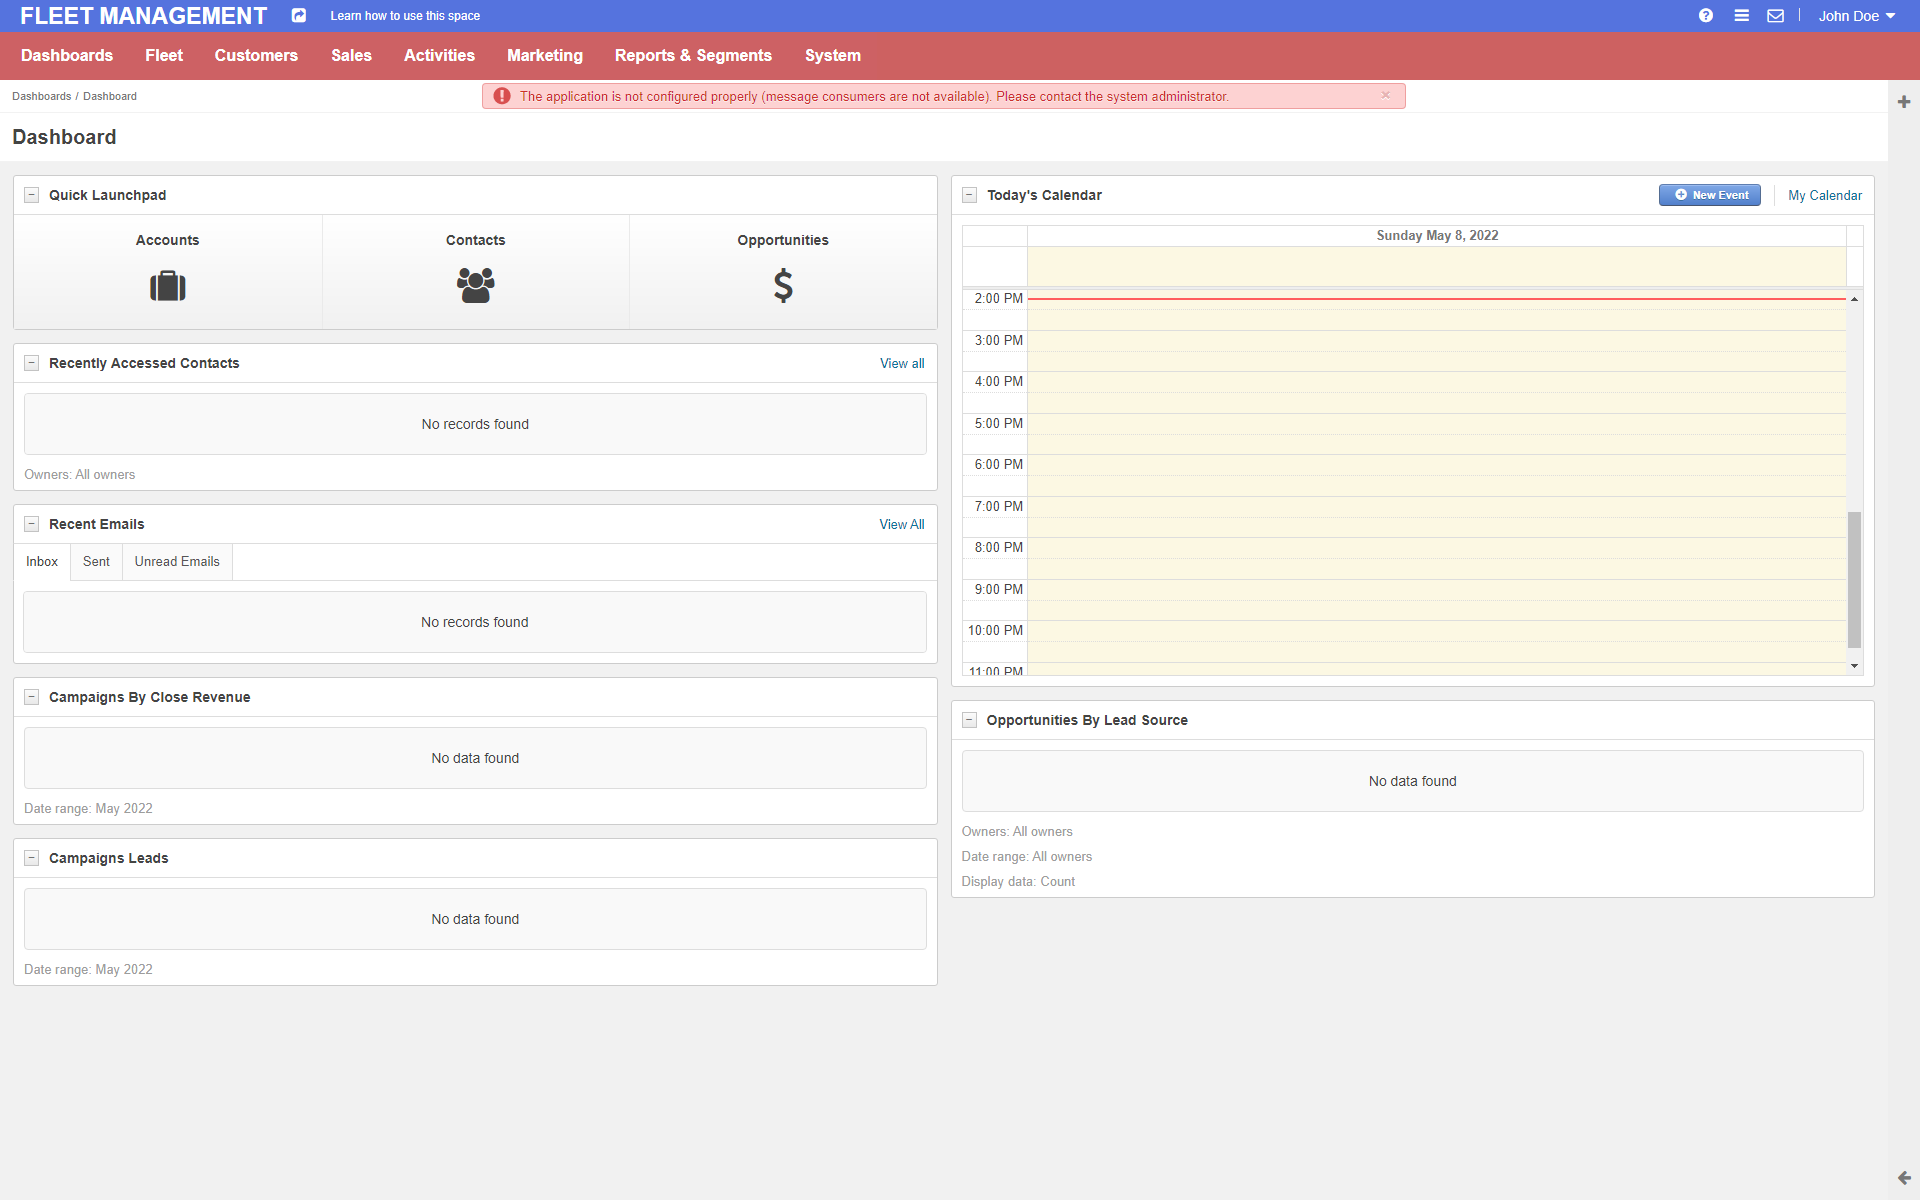 FLEET MANAGEMENT Learn how to use this space John Doe
Dashboards Fleet Customers Sales Activities Marketing Reports & Segments System
Dashboards / Dashboard
The application is not configured properly (message consumers are not available). Please contact the system administrator. ×
Dashboard
Quick Launchpad
Accounts Contacts Opportunities
Recently Accessed Contacts View all
No records found
Owners: All owners
Recent Emails View All
Inbox Sent Unread Emails
No records found
Campaigns By Close Revenue
No data found
Date range: May 2022
Campaigns Leads
No data found
Date range: May 2022
Today's Calendar New Event My Calendar
Sunday May 8, 2022
2:00 PM
3:00 PM
4:00 PM
5:00 PM
6:00 PM
7:00 PM
8:00 PM
9:00 PM
10:00 PM
11:00 PM
Opportunities By Lead Source
No data found
Owners: All owners
Date range: All owners
Display data: Count